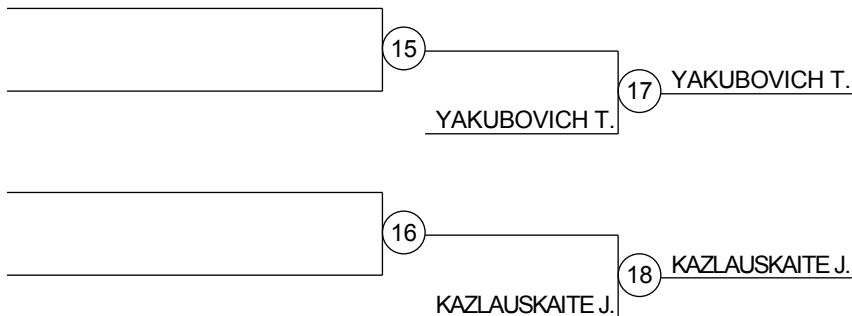 15
YAKUBOVICH T.
17
YAKUBOVICH T.
16
KAZLAUSKAITE J.
18
KAZLAUSKAITE J.